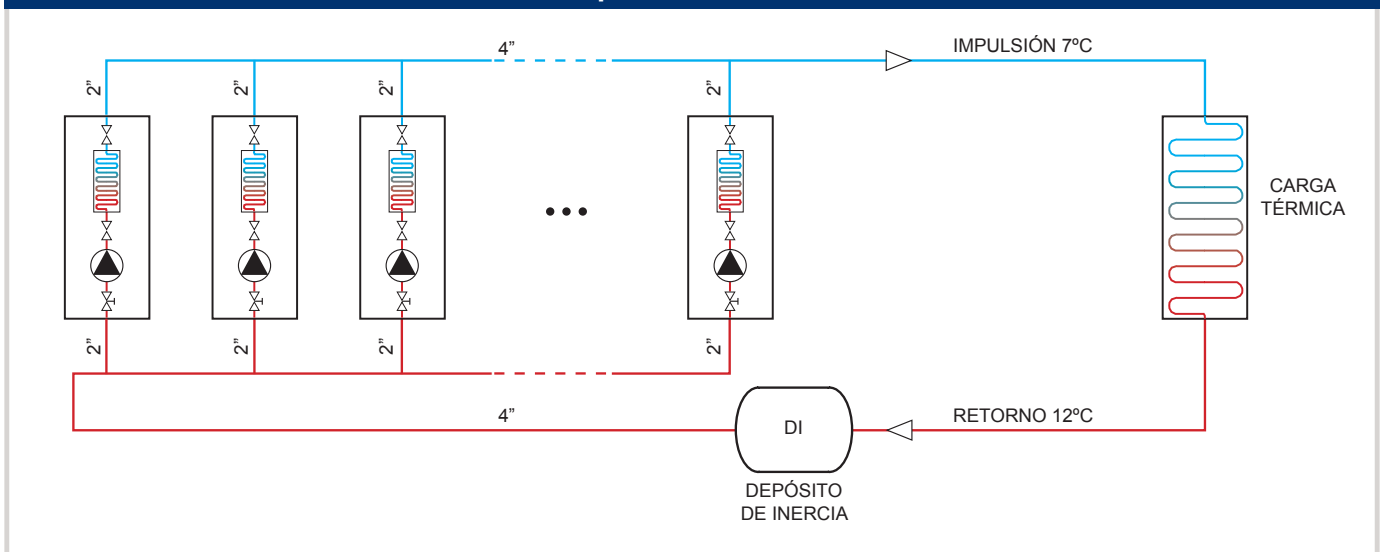 4”
IMPULSIÓN 7ºC
2”
2”
2”
2”
CARGA
TÉRMICA
2”
2”
2”
2”
4”
DI
RETORNO 12ºC
DEPÓSITO
DE INERCIA